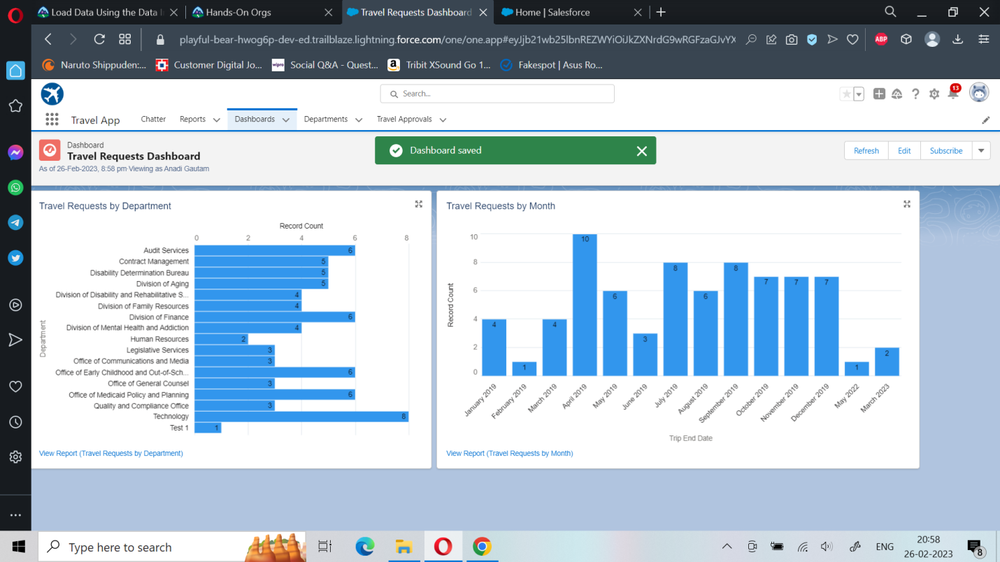 Load Data Using the Data I
Hands-On Orgs
Travel Requests Dashboard
Home | Salesforce
playful-bear-hwog6p-dev-ed.trailblaze.lightning.force.com/one/one.app#eyJjb21wb25lbnREZWYiOiJkZXNrdG9wRGFzaGJvYX
ABP
Naruto Shippuden:...
Customer Digital Jo...
wipro
Social Q&A - Quest...
a
Tribit XSound Go 1...
Fakespot | Asus Ro...
Search...
13
Travel App
Chatter
Reports
Dashboards
Departments
Travel Approvals
Dashboard
Travel Requests Dashboard
As of 26-Feb-2023, 8:58 pm·Viewing as Anadi Gautam
Dashboard saved
Refresh
Edit
Subscribe
Travel Requests by Department
Record Count
0 2 4 6 8
Department
Audit Services 6
Contract Management 5
Disability Determination Bureau 5
Division of Aging 5
Division of Disability and Rehabilitative S... 4
Division of Family Resources 4
Division of Finance 6
Division of Mental Health and Addiction 4
Human Resources 2
Legislative Services 3
Office of Communications and Media 3
Office of Early Childhood and Out-of-Sch... 6
Office of General Counsel 3
Office of Medicaid Policy and Planning 6
Quality and Compliance Office 3
Technology 8
Test 1 1
View Report (Travel Requests by Department)
Travel Requests by Month
Record Count
10
8
6
4
2
0
4 1 4 10 6 3 8 6 8 7 7 7 1 2
January 2019
February 2019
March 2019
April 2019
May 2019
June 2019
July 2019
August 2019
September 2019
October 2019
November 2019
December 2019
May 2022
March 2023
Trip End Date
View Report (Travel Requests by Month)
Type here to search
ENG
20:58
26-02-2023
8